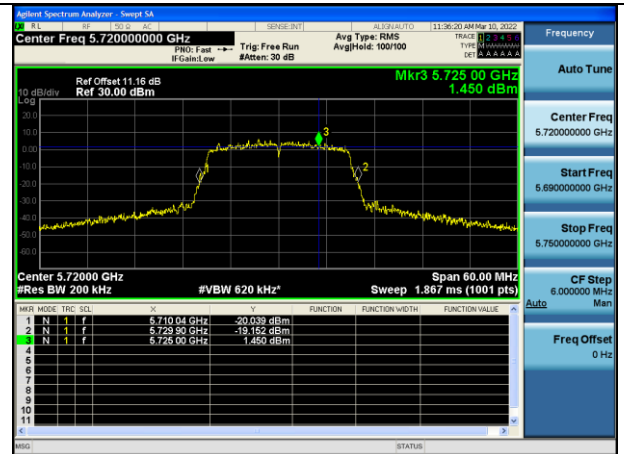 Agilent Spectrum Analyzer - Swept SA
RL RF 50 Ω AC SENSE:INT ALIGNAUTO 11:36:20 AM Mar 10, 2022
Center Freq 5.720000000 GHz Avg Type: RMS TRACE 1 2 3 4 5 6
PNO: Fast Trig: Free Run Avg|Hold: 100/100 TYPE M
IFGain:Low #Atten: 30 dB DET A A A A A A
Frequency
Auto Tune
Ref Offset 11.16 dB Mkr3 5.725 00 GHz
10 dB/div Ref 30.00 dBm 1.450 dBm
Log
20.0
10.0
0.00
-10.0
-20.0
-30.0
-40.0
-50.0
-60.0
3
2
Center 5.72000 GHz Span 60.00 MHz
#Res BW 200 kHz #VBW 620 kHz* Sweep 1.867 ms (1001 pts)
MKR MODE TRC SCL X Y FUNCTION FUNCTION WIDTH FUNCTION VALUE
1 N 1 f 5.710 04 GHz -20.039 dBm
2 N 1 f 5.729 90 GHz -19.152 dBm
3 N 1 f 5.725 00 GHz 1.450 dBm
4
5
6
7
8
9
10
11
Center Freq
5.720000000 GHz
Start Freq
5.690000000 GHz
Stop Freq
5.750000000 GHz
CF Step
6.000000 MHz
Auto Man
Freq Offset
0 Hz
MSG STATUS